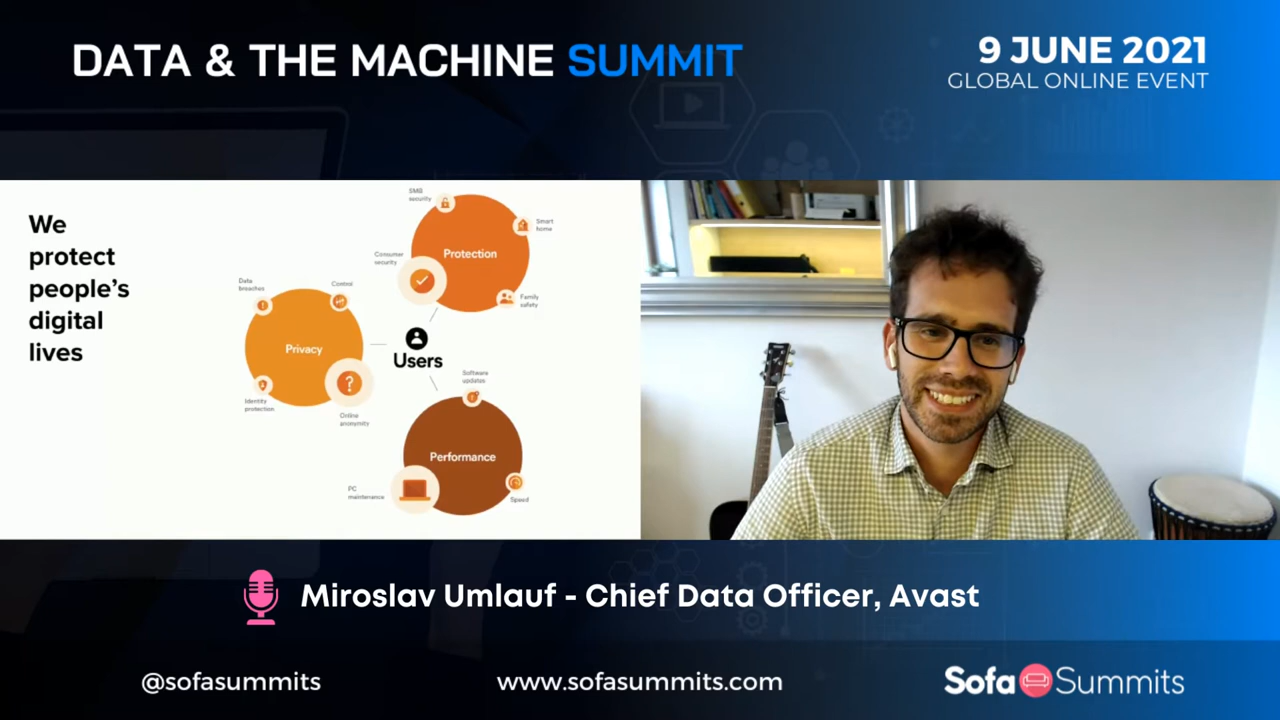 DATA & THE MACHINE SUMMIT
9 JUNE 2021
GLOBAL ONLINE EVENT
We
protect
people's
digital
lives
SMB
security
Smart
home
Protection
Consumer
security
Family
safety
Data
breaches
Control
Privacy
Identity
protection
Online
anonymity
Users
Software
updates
Performance
PC
maintenance
Speed
Miroslav Umlauf - Chief Data Officer, Avast
@sofasummits
www.sofasummits.com
Sofa Summits